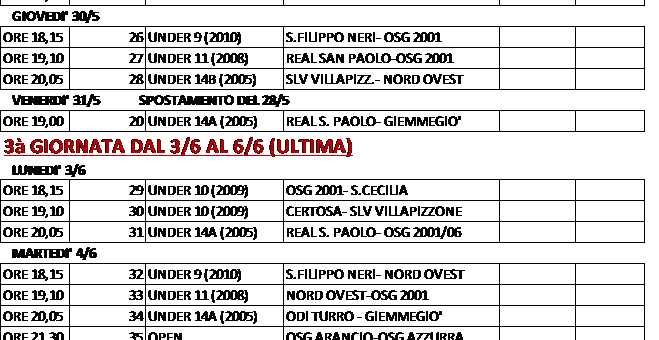 GIOVEDI' 30/5
ORE 18,15 26 UNDER 9 (2010) S.FILIPPO NERI- OSG 2001
ORE 19,10 27 UNDER 11 (2008) REAL SAN PAOLO-OSG 2001
ORE 20,05 28 UNDER 14B (2005) SLV VILLAPIZZ.- NORD OVEST
VENERDI' 31/5 SPOSTAMENTO DEL 28/5
ORE 19,00 20 UNDER 14A (2005) REAL S. PAOLO- GIEMMEGIO'
3à GIORNATA DAL 3/6 AL 6/6 (ULTIMA)
LUNEDI' 3/6
ORE 18,15 29 UNDER 10 (2009) OSG 2001- S.CECILIA
ORE 19,10 30 UNDER 10 (2009) CERTOSA- SLV VILLAPIZZONE
ORE 20,05 31 UNDER 14A (2005) REAL S. PAOLO- OSG 2001/06
MARTEDI' 4/6
ORE 18,15 32 UNDER 9 (2010) S.FILIPPO NERI- NORD OVEST
ORE 19,10 33 UNDER 11 (2008) NORD OVEST-OSG 2001
ORE 20,05 34 UNDER 14A (2005) ODI TURRO - GIEMMEGIO'
ORE 21,30 35 OPEN OSG ARANCIO-OSG AZZURRA